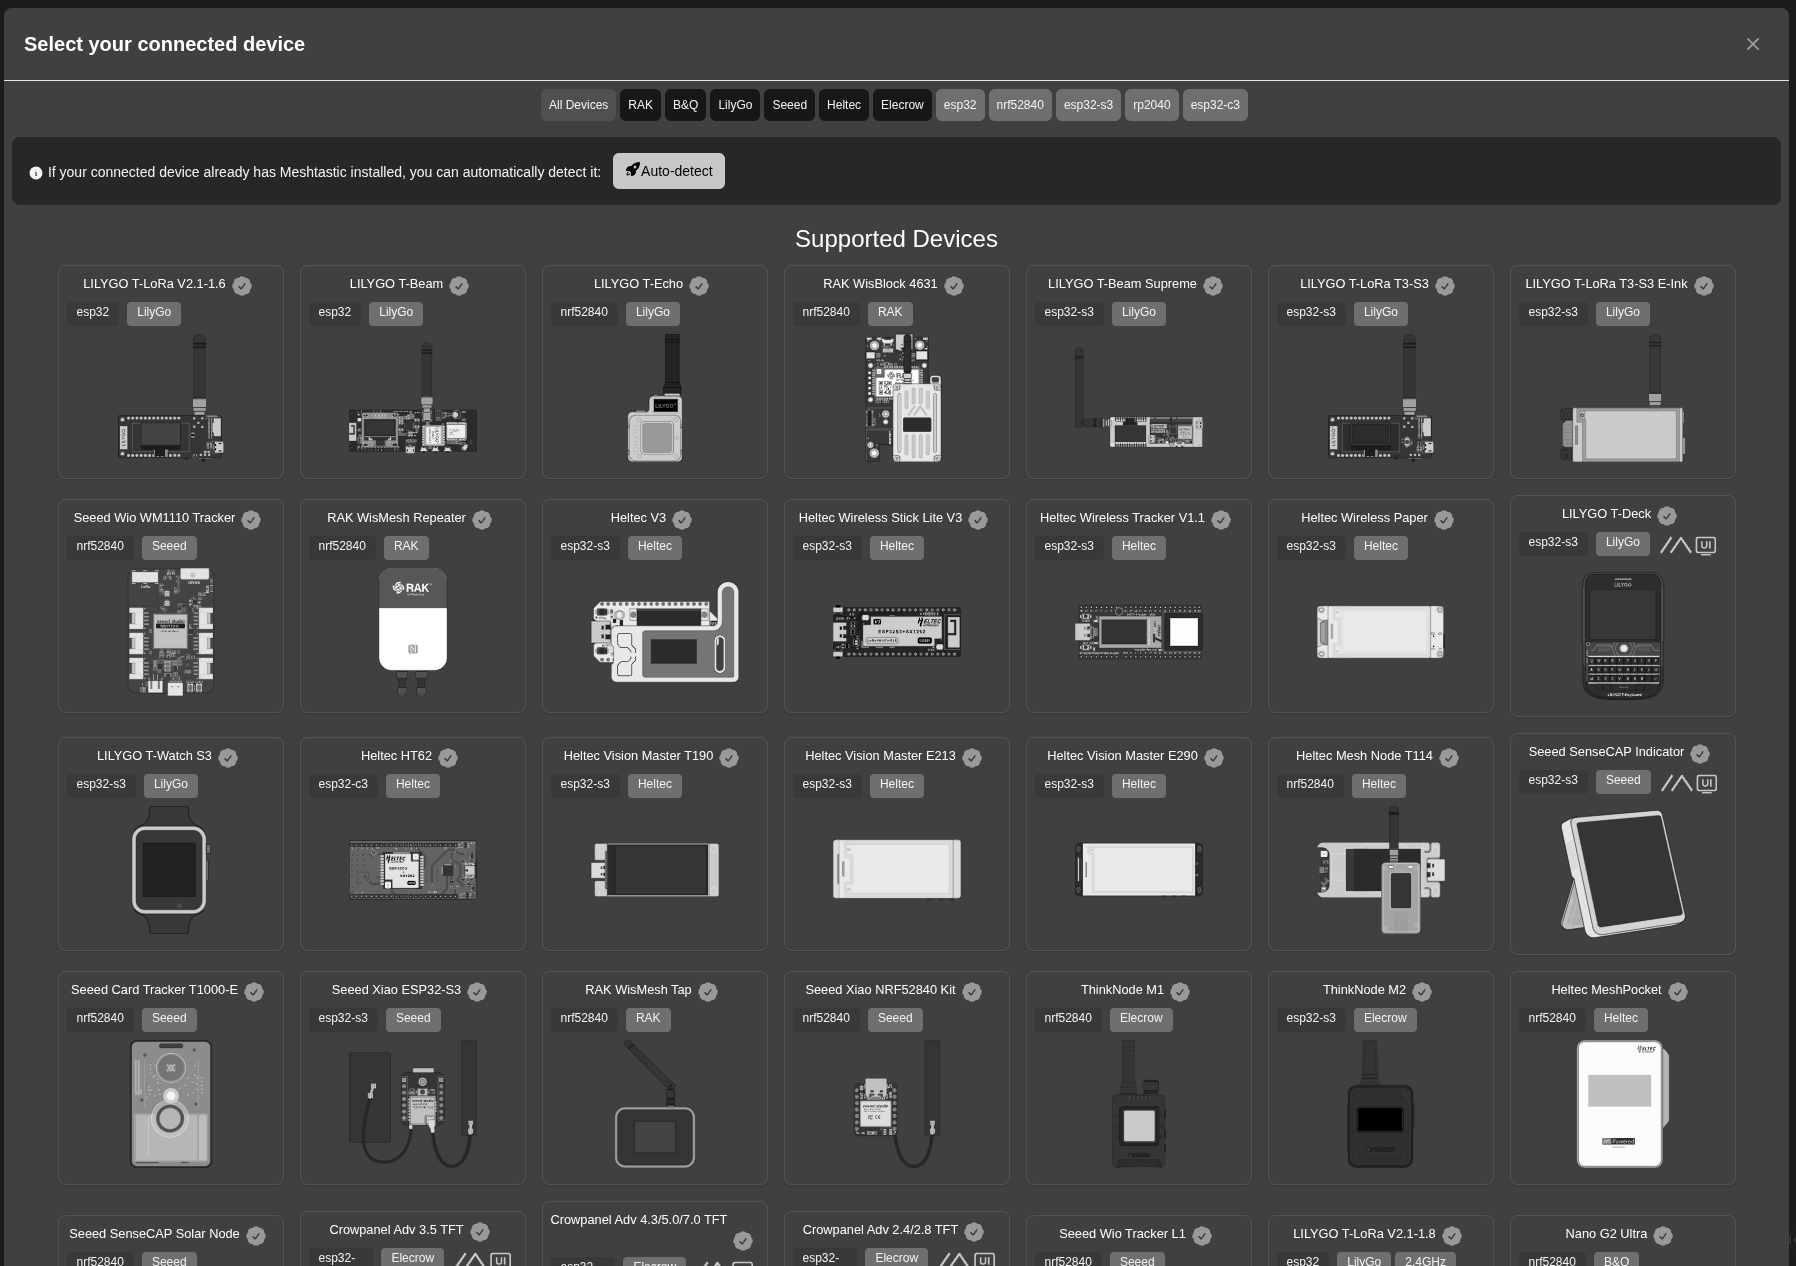 Select your connected device
All Devices RAK B&Q LilyGo Seeed Heltec Elecrow esp32 nrf52840 esp32-s3 rp2040 esp32-c3
If your connected device already has Meshtastic installed, you can automatically detect it: Auto-detect
Supported Devices
LILYGO T-LoRa V2.1-1.6
esp32 LilyGo
LILYGO T-Beam
esp32 LilyGo
LILYGO T-Echo
nrf52840 LilyGo
LILYGO
RAK WisBlock 4631
nrf52840 RAK
LILYGO T-Beam Supreme
esp32-s3 LilyGo
LILYGO T-LoRa T3-S3
esp32-s3 LilyGo
LILYGO T-LoRa T3-S3 E-Ink
esp32-s3 LilyGo
Seeed Wio WM1110 Tracker
nrf52840 Seeed
RAK WisMesh Repeater
nrf52840 RAK
RAK
Heltec V3
esp32-s3 Heltec
Heltec Wireless Stick Lite V3
esp32-s3 Heltec
HELTEC
ESP32S3+SX1262
Heltec Wireless Tracker V1.1
esp32-s3 Heltec
Heltec Wireless Paper
esp32-s3 Heltec
LILYGO T-Deck
esp32-s3 LilyGo UI
LILYGO
LILYGO T-Keyboard
LILYGO T-Watch S3
esp32-s3 LilyGo
Heltec HT62
esp32-c3 Heltec
HELTEC
Heltec Vision Master T190
esp32-s3 Heltec
Heltec Vision Master E213
esp32-s3 Heltec
Heltec Vision Master E290
esp32-s3 Heltec
Heltec Mesh Node T114
nrf52840 Heltec
Seeed SenseCAP Indicator
esp32-s3 Seeed UI
Seeed Card Tracker T1000-E
nrf52840 Seeed
Seeed Xiao ESP32-S3
esp32-s3 Seeed
RAK WisMesh Tap
nrf52840 RAK
Seeed Xiao NRF52840 Kit
nrf52840 Seeed
ThinkNode M1
nrf52840 Elecrow
ThinkNode M2
esp32-s3 Elecrow
Heltec MeshPocket
nrf52840 Heltec
HELTEC
Powered
Seeed SenseCAP Solar Node
nrf52840 Seeed
Crowpanel Adv 3.5 TFT
esp32- Elecrow UI
Crowpanel Adv 4.3/5.0/7.0 TFT
esp32- Elecrow
Crowpanel Adv 2.4/2.8 TFT
esp32- Elecrow UI
Seeed Wio Tracker L1
nrf52840 Seeed
LILYGO T-LoRa V2.1-1.8
esp32 LilyGo 2.4GHz
Nano G2 Ultra
nrf52840 B&Q